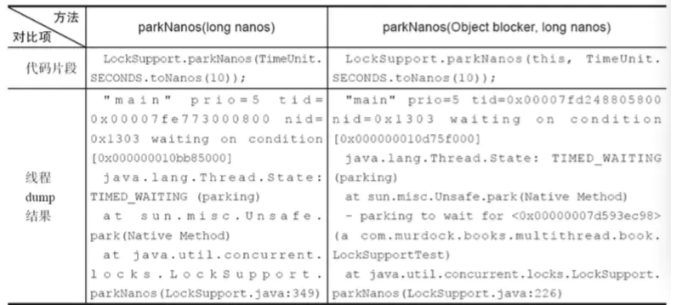 方法
对比项
parkNanos(long nanos)
parkNanos(Object blocker, long nanos)
代码片段
LockSupport.parkNanos(TimeUnit.
SECONDS.toNanos(10));
LockSupport.parkNanos(this, TimeUnit.
SECONDS.toNanos(10));
线程
dump
结果
"main" prio=5 tid=
0x00007fe773000800 nid=
0x1303 waiting on condition
[0x000000010bb85000]
java.lang.Thread.State:
TIMED_WAITING (parking)
at sun.misc.Unsafe.
park(Native Method)
at java.util.concurrent.
locks.LockSupport.
parkNanos(LockSupport.java:349)
"main" prio=5 tid=0x00007fd248805800
nid=0x1303 waiting on condition
[0x000000010d75f000]
java.lang.Thread.State: TIMED_WAITING
(parking)
at sun.misc.Unsafe.park(Native Method)
- parking to wait for <0x00000007d593ec98>
(a com.murdock.books.multithread.book.
LockSupportTest)
at java.util.concurrent.locks.LockSupport.
parkNanos(LockSupport.java:226)